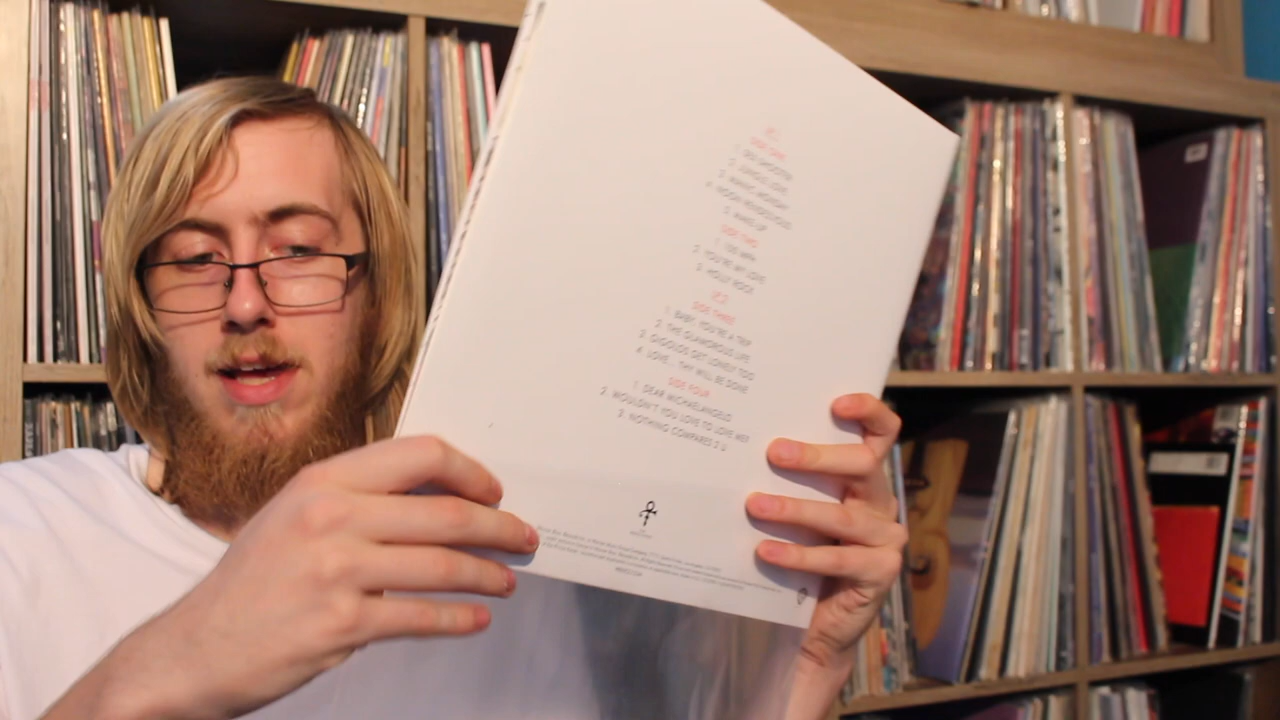 SIDE ONE
1. SEX SHOOTER
2. JUNGLE LOVE
3. MANIC MONDAY
4. NOON RENDEZVOUS
5. MAKE-UP
SIDE TWO
1. 100 MPH
2. YOU'RE MY LOVE
3. HOLLY ROCK
SIDE THREE
1. BABY, YOU'RE A TRIP
2. THE GLAMOROUS LIFE
3. GIGOLOS GET LONELY TOO
4. LOVE... THY WILL BE DONE
SIDE FOUR
1. DEAR MICHAELANGELO
2. WOULDN'T YOU LOVE TO LOVE ME?
3. NOTHING COMPARES 2 U